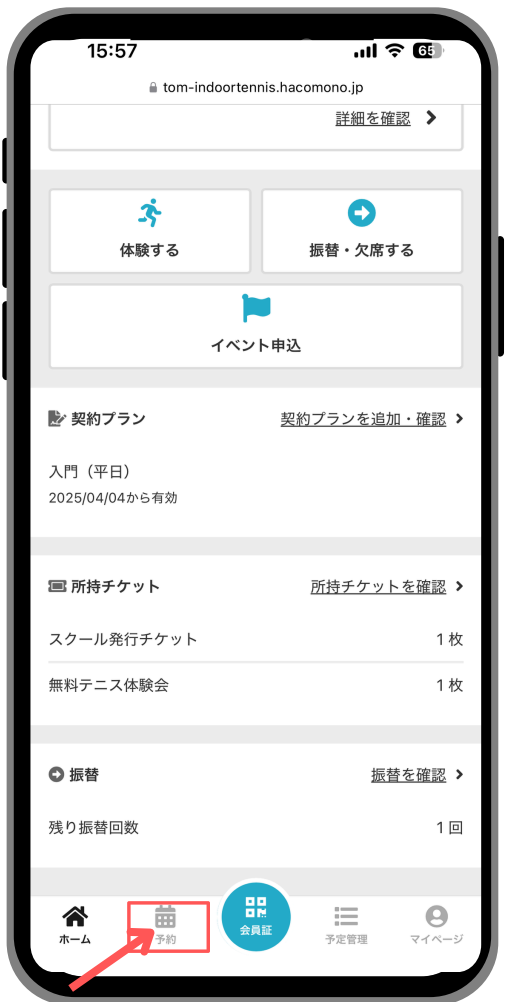 15:57
65
tom-indoortennis.hacomono.jp
詳細を確認
体験する
振替・欠席する
イベント申込
契約プラン 契約プランを追加・確認
入門（平日）
2025/04/04から有効
所持チケット 所持チケットを確認
スクール発行チケット 1枚
無料テニス体験会 1枚
振替 振替を確認
残り振替回数 1回
ホーム 予約 会員証 予定管理 マイページ